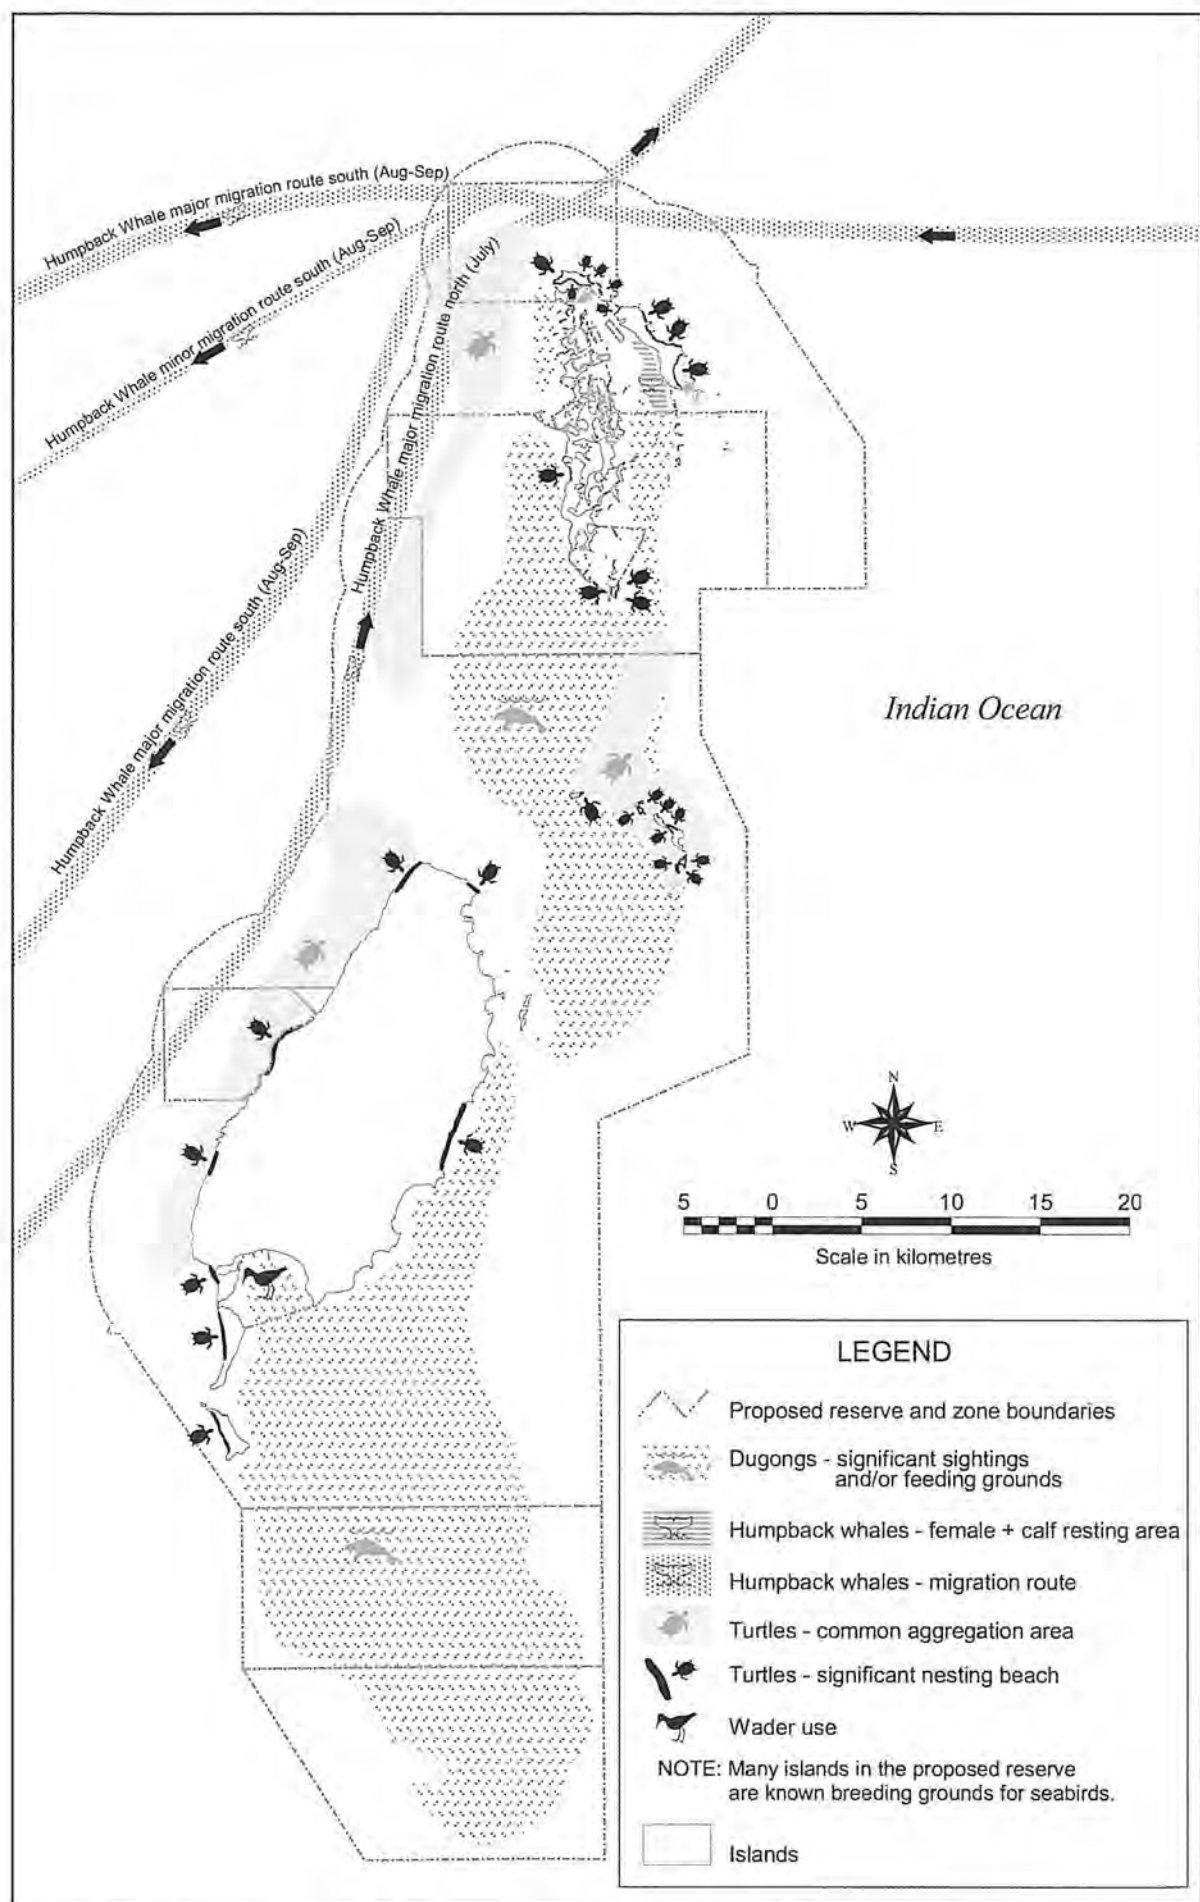 Humpback Whale major migration route south (Aug-Sep)
Humpback Whale minor migration route south (Aug-Sep)
Humpback Whale major migration route north (July)
Humpback Whale major migration route south (Aug-Sep)
Indian Ocean
N
W E
S
5 0 5 10 15 20
Scale in kilometres
LEGEND
Proposed reserve and zone boundaries
Dugongs - significant sightings
and/or feeding grounds
Humpback whales - female + calf resting area
Humpback whales - migration route
Turtles - common aggregation area
Turtles - significant nesting beach
Wader use
NOTE: Many islands in the proposed reserve
are known breeding grounds for seabirds.
Islands